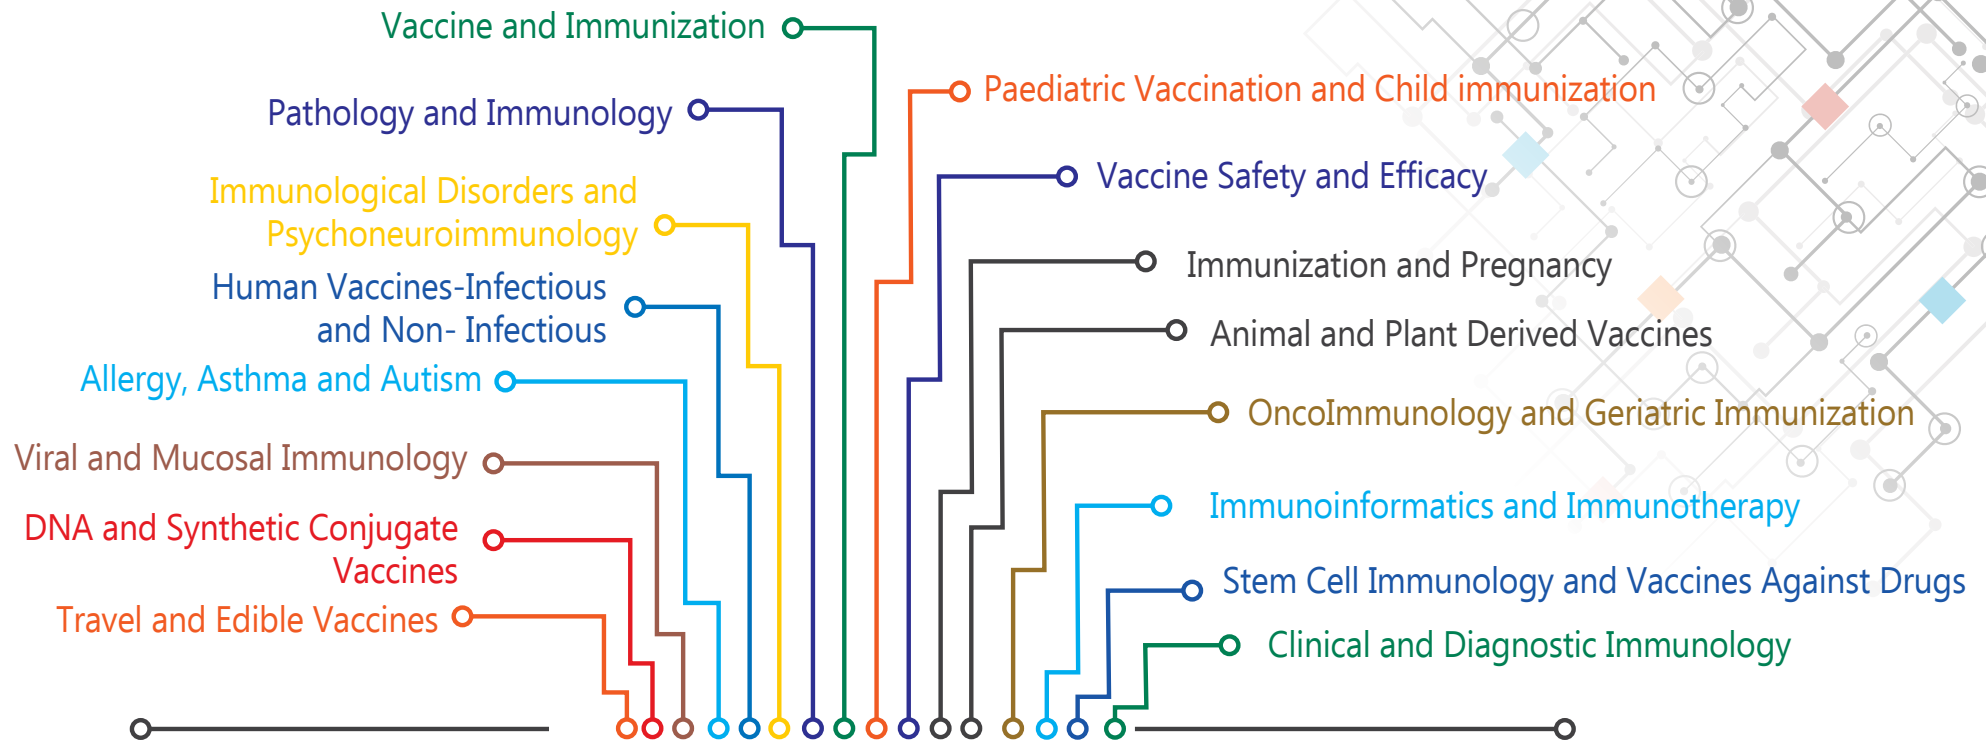 Vaccine and Immunization
Pathology and Immunology
Immunological Disorders and
Psychoneuroimmunology
Human Vaccines-Infectious
and Non- Infectious
Allergy, Asthma and Autism
Viral and Mucosal Immunology
DNA and Synthetic Conjugate
Vaccines
Travel and Edible Vaccines
Paediatric Vaccination and Child immunization
Vaccine Safety and Efficacy
Immunization and Pregnancy
Animal and Plant Derived Vaccines
OncoImmunology and Geriatric Immunization
Immunoinformatics and Immunotherapy
Stem Cell Immunology and Vaccines Against Drugs
Clinical and Diagnostic Immunology